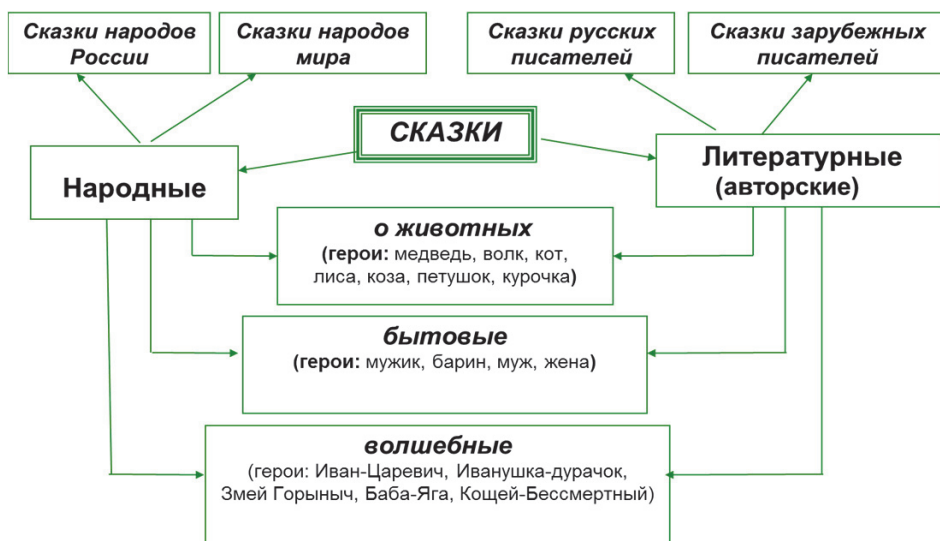 Сказки народов
России
Сказки народов
мира
Сказки русских
писателей
Сказки зарубежных
писателей
СКАЗКИ
Народные
Литературные
(авторские)
о животных
(герои: медведь, волк, кот,
лиса, коза, петушок, курочка)
бытовые
(герои: мужик, барин, муж, жена)
волшебные
(герои: Иван-Царевич, Иванушка-дурачок,
Змей Горыныч, Баба-Яга, Кощей-Бессмертный)